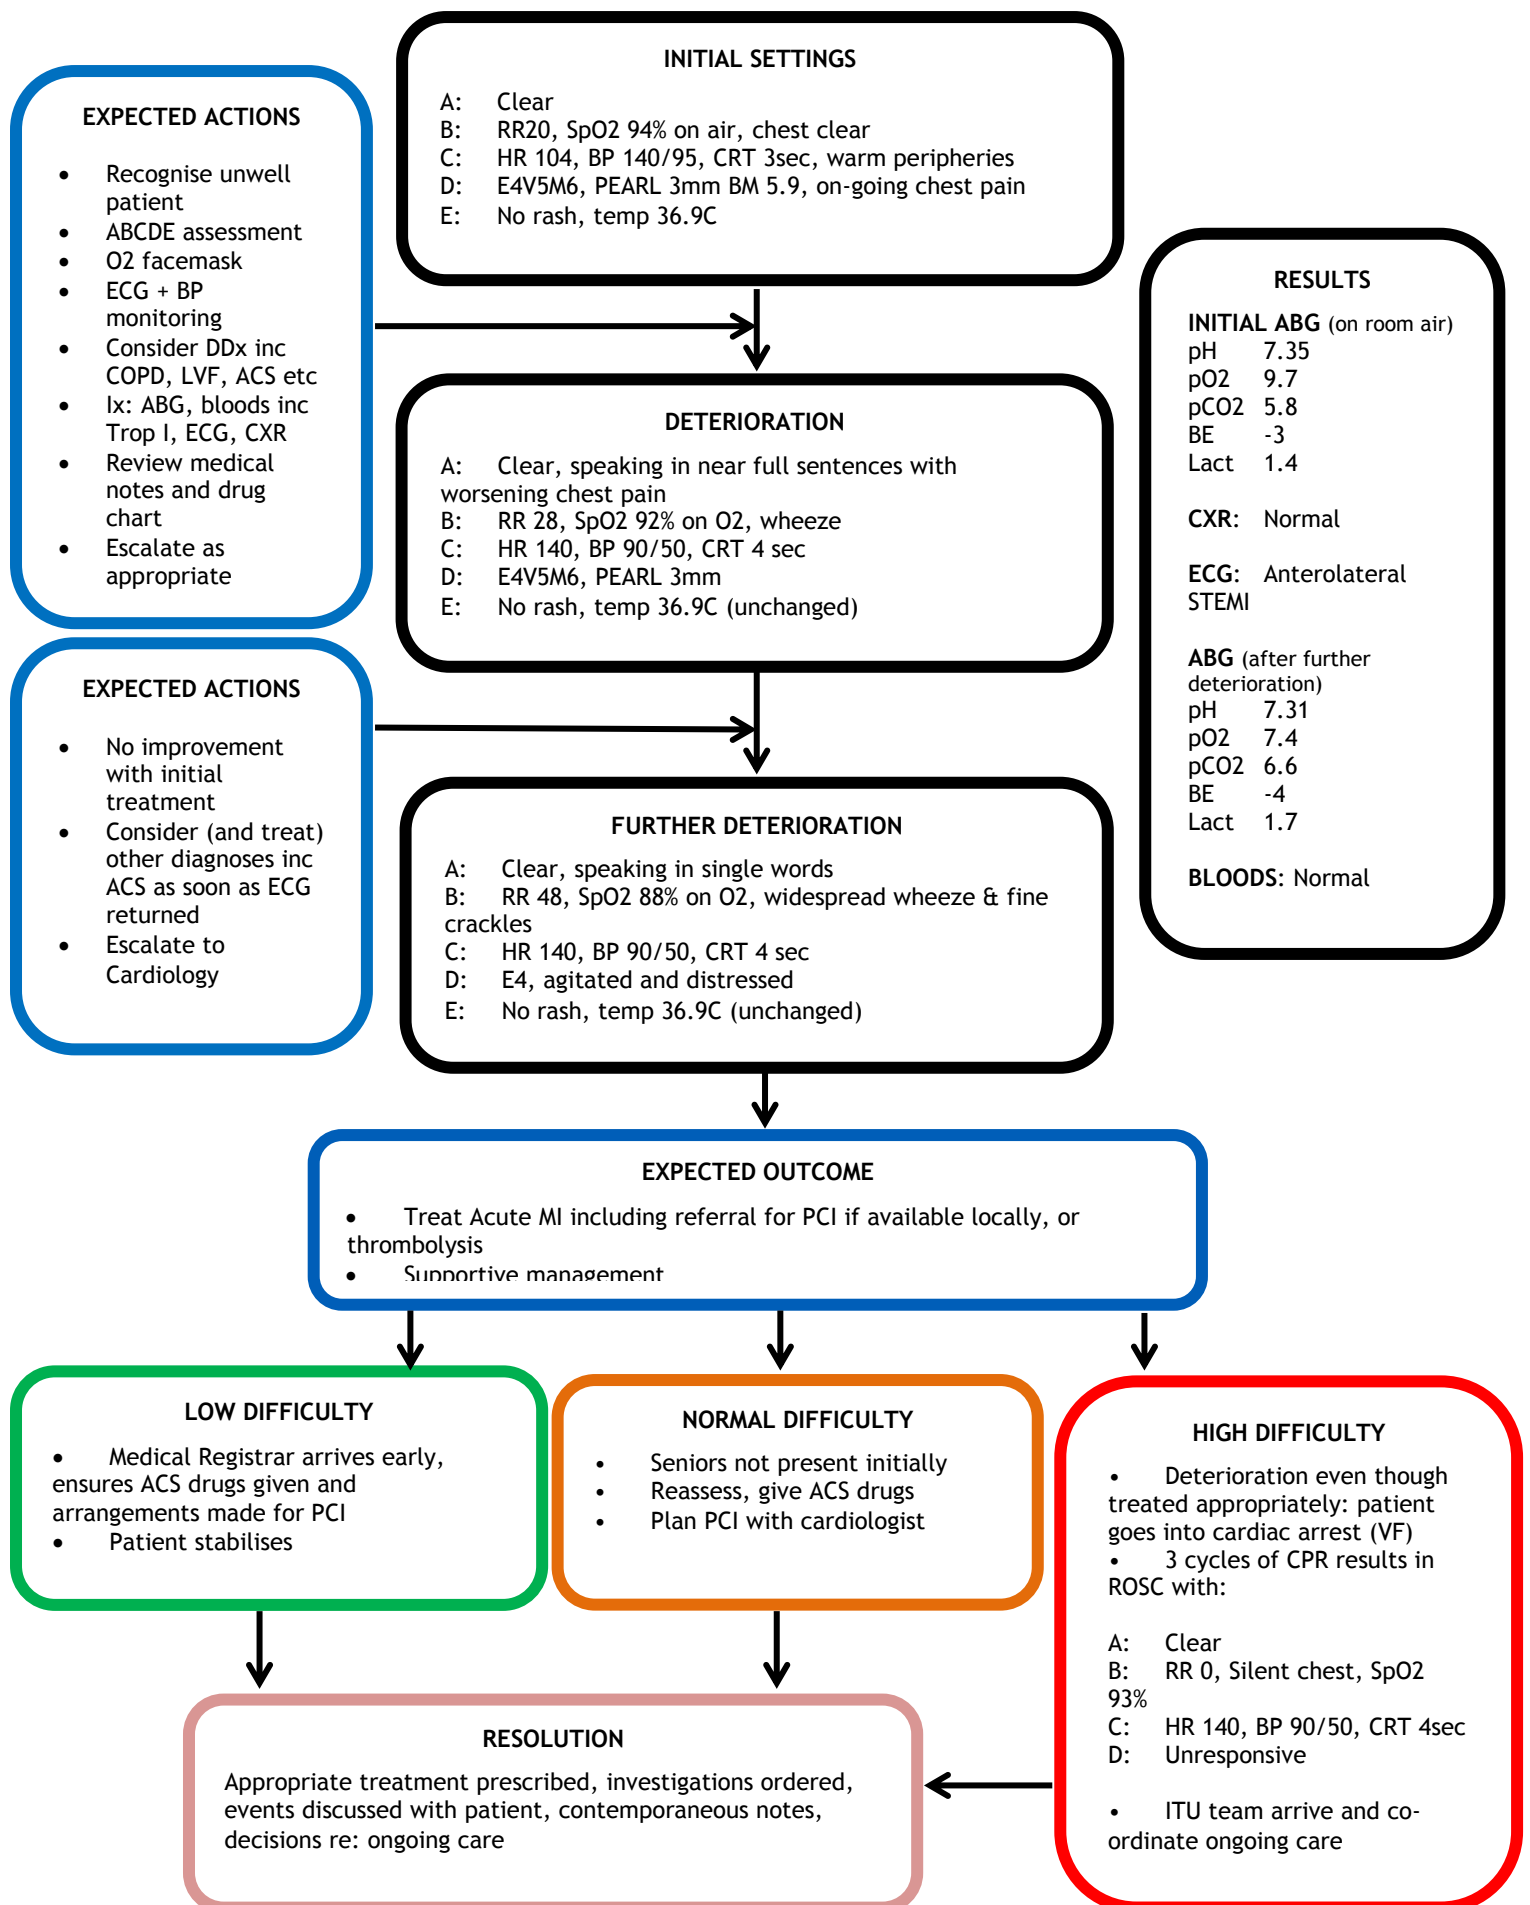 INITIAL SETTINGS
A: Clear
B: RR20, SpO2 94% on air, chest clear
C: HR 104, BP 140/95, CRT 3sec, warm peripheries
D: E4V5M6, PEARL 3mm BM 5.9, on-going chest pain
E: No rash, temp 36.9C
EXPECTED ACTIONS
• Recognise unwell
patient
• ABCDE assessment
• O2 facemask
• ECG + BP
monitoring
• Consider DDx inc
COPD, LVF, ACS etc
• Ix: ABG, bloods inc
Trop I, ECG, CXR
• Review medical
notes and drug
chart
• Escalate as
appropriate
DETERIORATION
A: Clear, speaking in near full sentences with
worsening chest pain
B: RR 28, SpO2 92% on O2, wheeze
C: HR 140, BP 90/50, CRT 4 sec
D: E4V5M6, PEARL 3mm
E: No rash, temp 36.9C (unchanged)
RESULTS
INITIAL ABG (on room air)
pH 7.35
pO2 9.7
pCO2 5.8
BE -3
Lact 1.4
CXR: Normal
ECG: Anterolateral
STEMI
ABG (after further
deterioration)
pH 7.31
pO2 7.4
pCO2 6.6
BE -4
Lact 1.7
BLOODS: Normal
EXPECTED ACTIONS
• No improvement
with initial
treatment
• Consider (and treat)
other diagnoses inc
ACS as soon as ECG
returned
• Escalate to
Cardiology
FURTHER DETERIORATION
A: Clear, speaking in single words
B: RR 48, SpO2 88% on O2, widespread wheeze & fine
crackles
C: HR 140, BP 90/50, CRT 4 sec
D: E4, agitated and distressed
E: No rash, temp 36.9C (unchanged)
EXPECTED OUTCOME
• Treat Acute MI including referral for PCI if available locally, or
thrombolysis
• Supportive management
LOW DIFFICULTY
• Medical Registrar arrives early,
ensures ACS drugs given and
arrangements made for PCI
• Patient stabilises
NORMAL DIFFICULTY
• Seniors not present initially
• Reassess, give ACS drugs
• Plan PCI with cardiologist
HIGH DIFFICULTY
• Deterioration even though
treated appropriately: patient
goes into cardiac arrest (VF)
• 3 cycles of CPR results in
ROSC with:
A: Clear
B: RR 0, Silent chest, SpO2
93%
C: HR 140, BP 90/50, CRT 4sec
D: Unresponsive
• ITU team arrive and co-
ordinate ongoing care
RESOLUTION
Appropriate treatment prescribed, investigations ordered,
events discussed with patient, contemporaneous notes,
decisions re: ongoing care